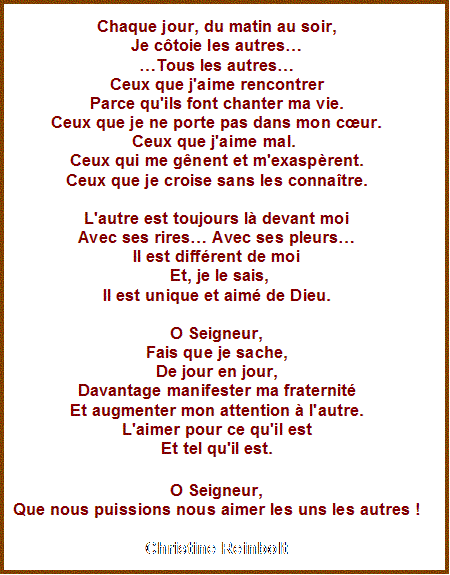 Chaque jour, du matin au soir,
Je côtoie les autres…
…Tous les autres…
Ceux que j'aime rencontrer
Parce qu'ils font chanter ma vie.
Ceux que je ne porte pas dans mon cœur.
Ceux que j'aime mal.
Ceux qui me gênent et m'exaspèrent.
Ceux que je croise sans les connaître.

L'autre est toujours là devant moi
Avec ses rires… Avec ses pleurs…
Il est différent de moi
Et, je le sais,
Il est unique et aimé de Dieu.

O Seigneur,
Fais que je sache,
De jour en jour,
Davantage manifester ma fraternité
Et augmenter mon attention à l'autre.
L'aimer pour ce qu'il est
Et tel qu'il est.

O Seigneur,
Que nous puissions nous aimer les uns les autres !

Christine Reinbolt